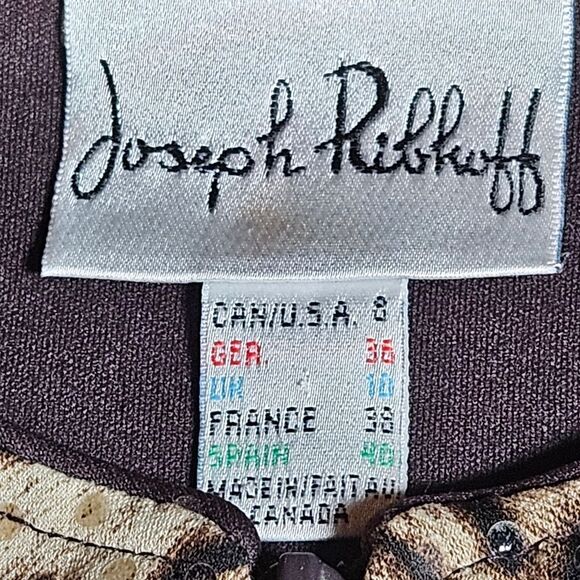 Joseph Ribkoff
CAN/U.S.A. 8
GER. 36
UK 10
FRANCE 38
SPAIN 40
MADE IN/FAIT AU
CANADA